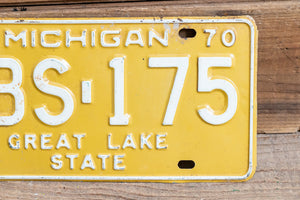 MICHIGAN 70
BS-175
GREAT LAKE
STATE